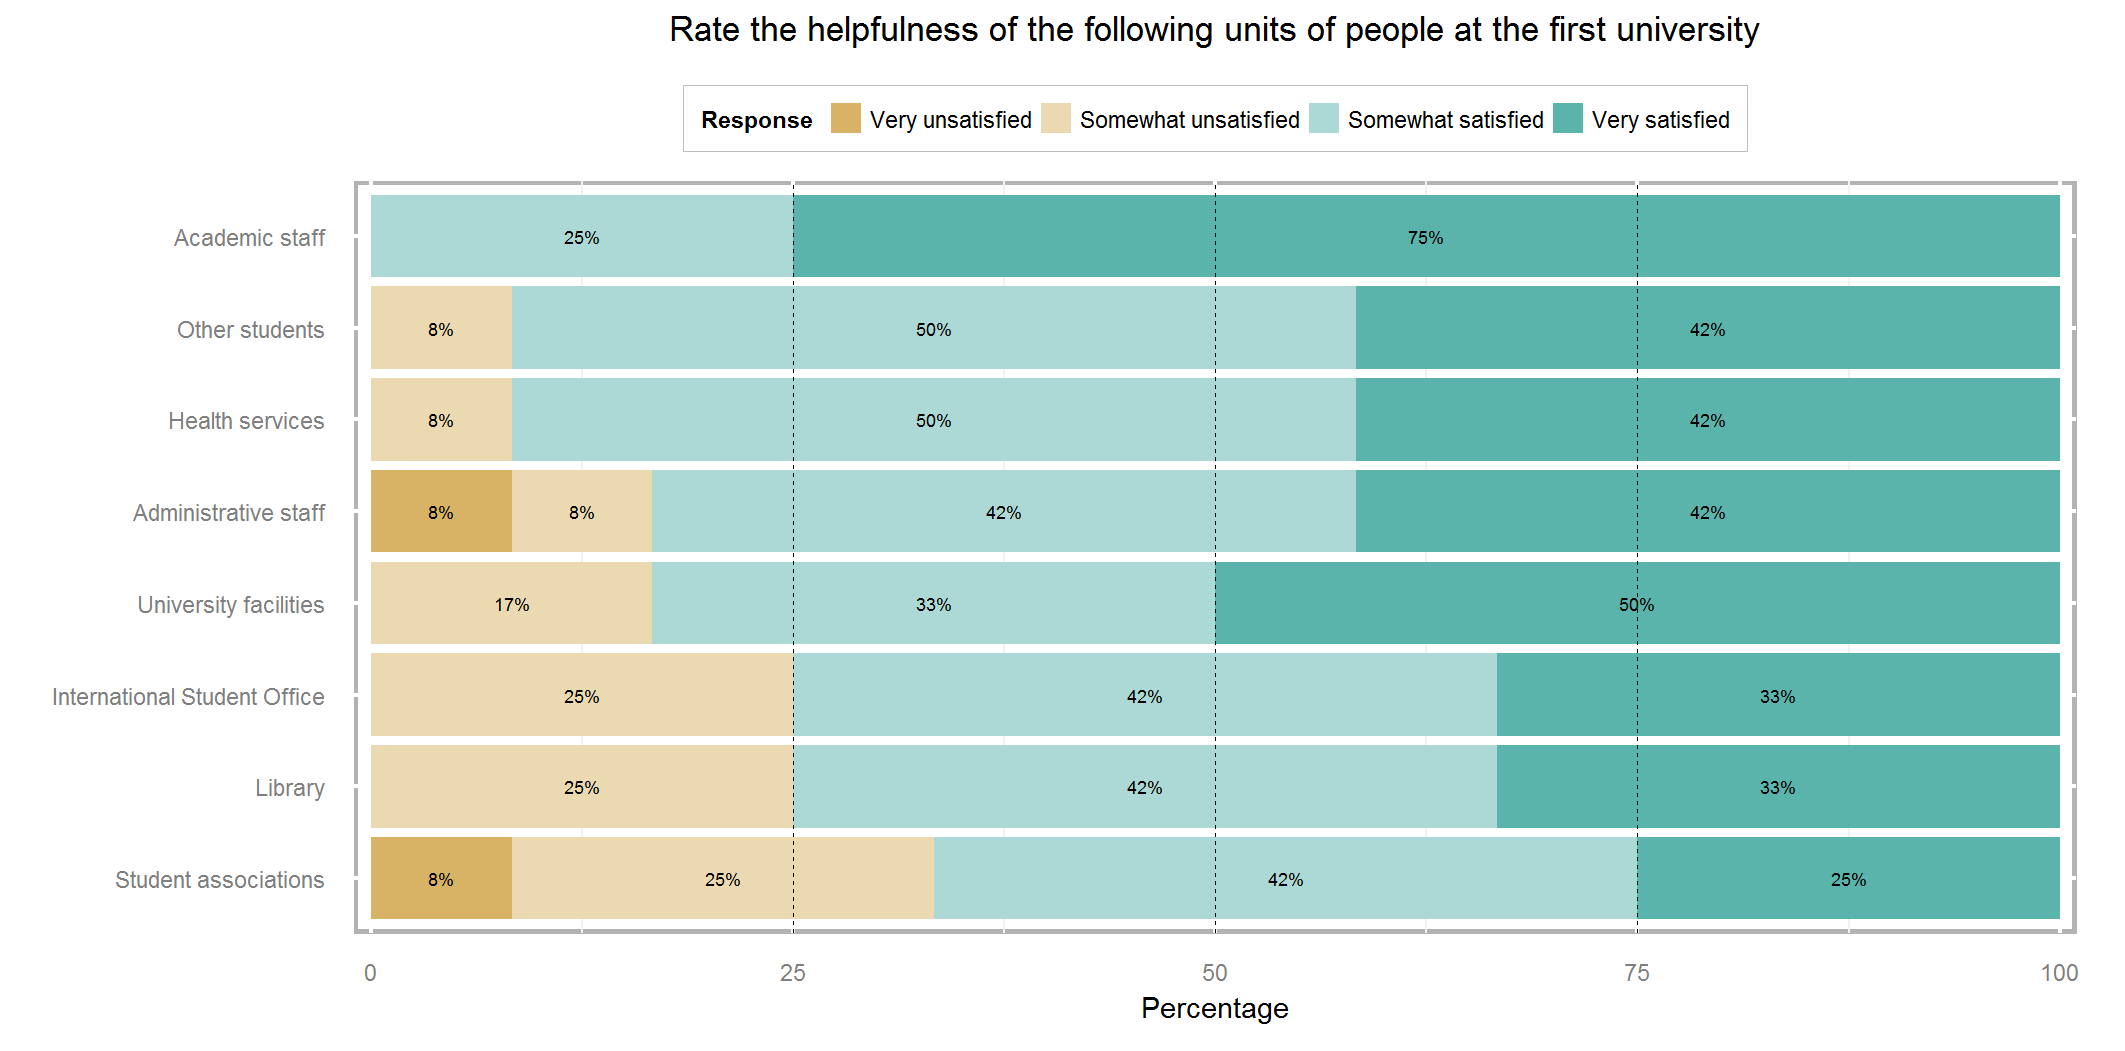 Rate the helpfulness of the following units of people at the first university
Response Very unsatisfied Somewhat unsatisfied Somewhat satisfied Very satisfied
Academic staff 25% 75%
Other students 8% 50% 42%
Health services 8% 50% 42%
Administrative staff 8% 8% 42% 42%
University facilities 17% 33% 50%
International Student Office 25% 42% 33%
Library 25% 42% 33%
Student associations 8% 25% 42% 25%
0 25 50 75 100
Percentage